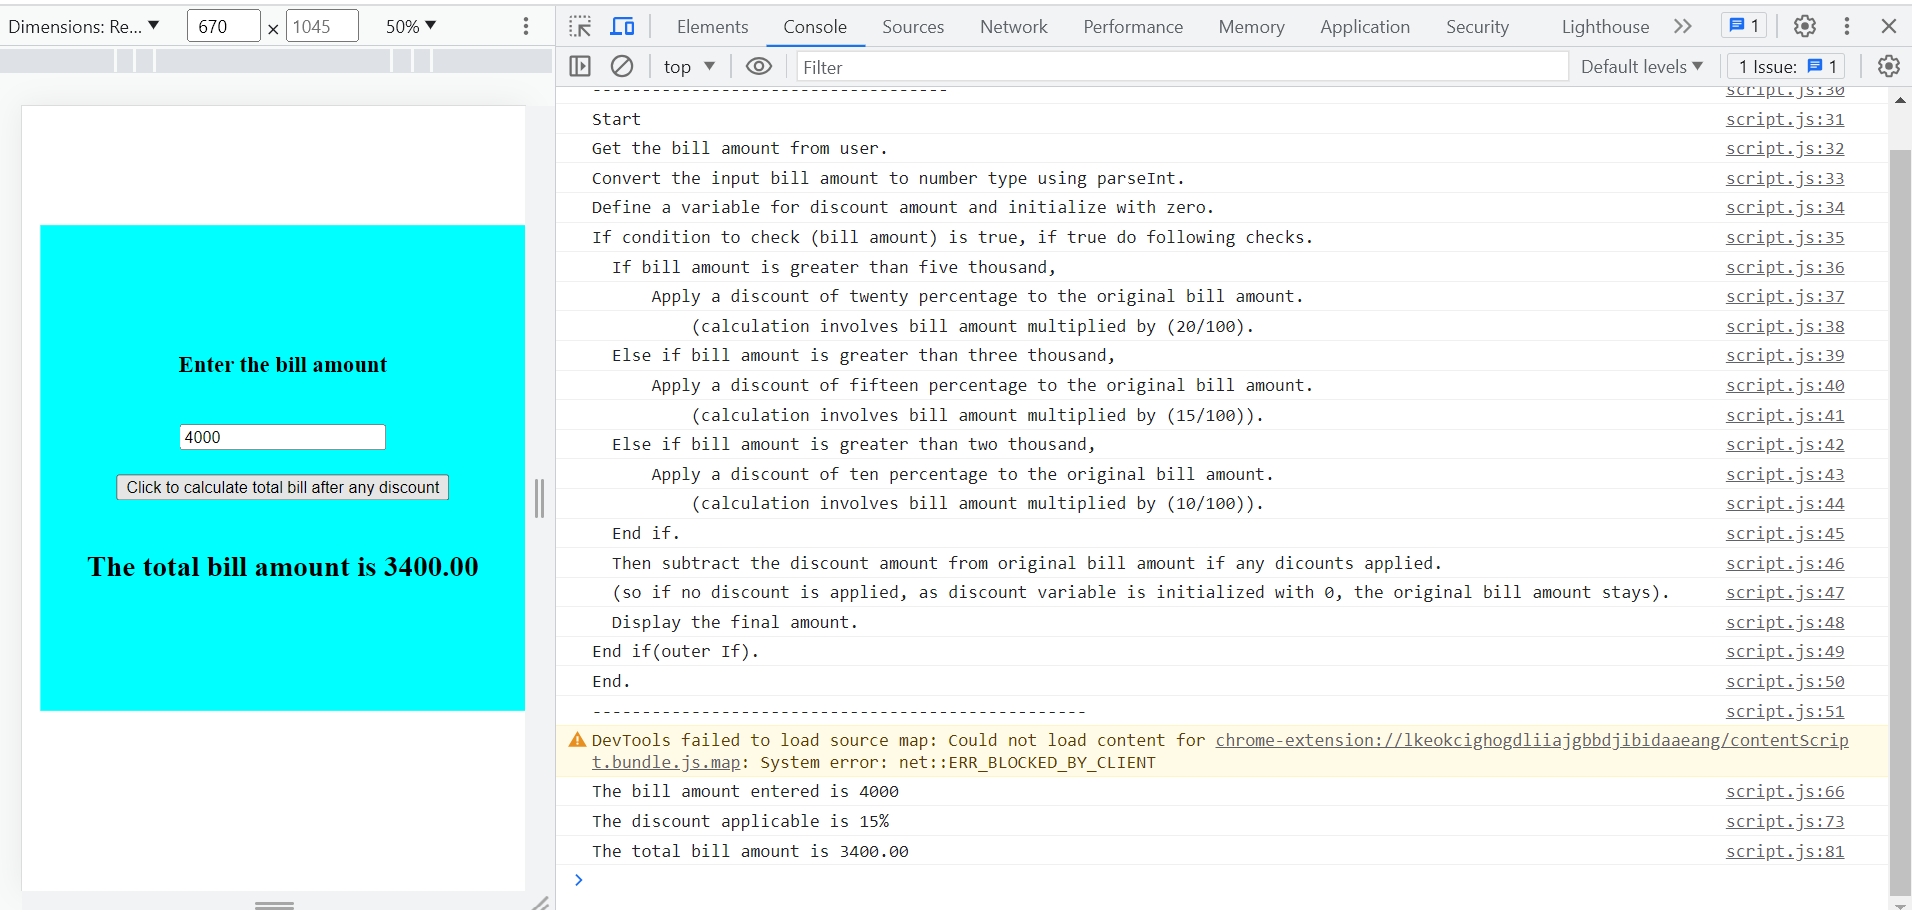 Dimensions: Re... ▼ 670 × 1045 50% ▼
Elements Console Sources Network Performance Memory Application Security Lighthouse 1
top ▼ Filter Default levels ▼ 1 Issue: 1
Enter the bill amount
4000
Click to calculate total bill after any discount
The total bill amount is 3400.00
------------------------------------ script.js:30
Start script.js:31
Get the bill amount from user. script.js:32
Convert the input bill amount to number type using parseInt. script.js:33
Define a variable for discount amount and initialize with zero. script.js:34
If condition to check (bill amount) is true, if true do following checks. script.js:35
If bill amount is greater than five thousand, script.js:36
Apply a discount of twenty percentage to the original bill amount. script.js:37
(calculation involves bill amount multiplied by (20/100). script.js:38
Else if bill amount is greater than three thousand, script.js:39
Apply a discount of fifteen percentage to the original bill amount. script.js:40
(calculation involves bill amount multiplied by (15/100)). script.js:41
Else if bill amount is greater than two thousand, script.js:42
Apply a discount of ten percentage to the original bill amount. script.js:43
(calculation involves bill amount multiplied by (10/100)). script.js:44
End if. script.js:45
Then subtract the discount amount from original bill amount if any dicounts applied. script.js:46
(so if no discount is applied, as discount variable is initialized with 0, the original bill amount stays). script.js:47
Display the final amount. script.js:48
End if(outer If). script.js:49
End. script.js:50
-------------------------------------------------- script.js:51
DevTools failed to load source map: Could not load content for chrome-extension://lkeokcighogdliiajgbbdjibidaaeang/contentScrip
t.bundle.js.map: System error: net::ERR_BLOCKED_BY_CLIENT
The bill amount entered is 4000 script.js:66
The discount applicable is 15% script.js:73
The total bill amount is 3400.00 script.js:81